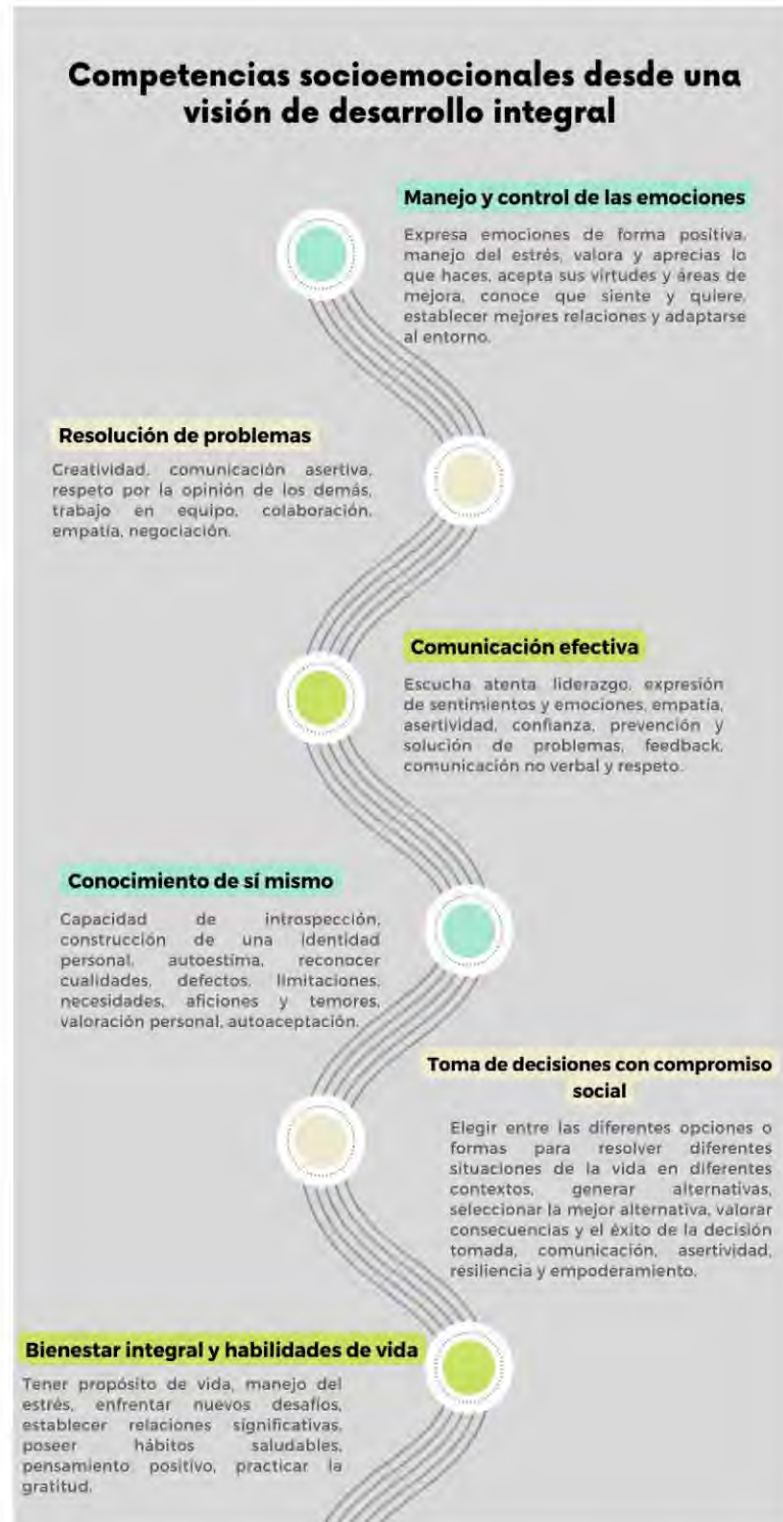 Competencias socioemocionales desde una
visión de desarrollo integral
Manejo y control de las emociones
Expresa emociones de forma positiva,
manejo del estrés, valora y aprecias lo
que haces, acepta sus virtudes y áreas de
mejora, conoce que siente y quiere,
establecer mejores relaciones y adaptarse
al entorno.
Resolución de problemas
Creatividad, comunicación asertiva,
respeto por la opinión de los demás,
trabajo en equipo, colaboración,
empatía, negociación.
Comunicación efectiva
Escucha atenta liderazgo, expresión
de sentimientos y emociones, empatía,
asertividad, confianza, prevención y
solución de problemas, feedback,
comunicación no verbal y respeto.
Conocimiento de sí mismo
Capacidad de introspección,
construcción de una identidad
personal, autoestima, reconocer
cualidades, defectos, limitaciones,
necesidades, aficiones y temores,
valoración personal, autoaceptación.
Toma de decisiones con compromiso
social
Elegir entre las diferentes opciones o
formas para resolver diferentes
situaciones de la vida en diferentes
contextos, generar alternativas,
seleccionar la mejor alternativa, valorar
consecuencias y el éxito de la decisión
tomada, comunicación, asertividad,
resiliencia y empoderamiento.
Bienestar integral y habilidades de vida
Tener propósito de vida, manejo del
estrés, enfrentar nuevos desafíos,
establecer relaciones significativas,
poseer hábitos saludables,
pensamiento positivo, practicar la
gratitud.